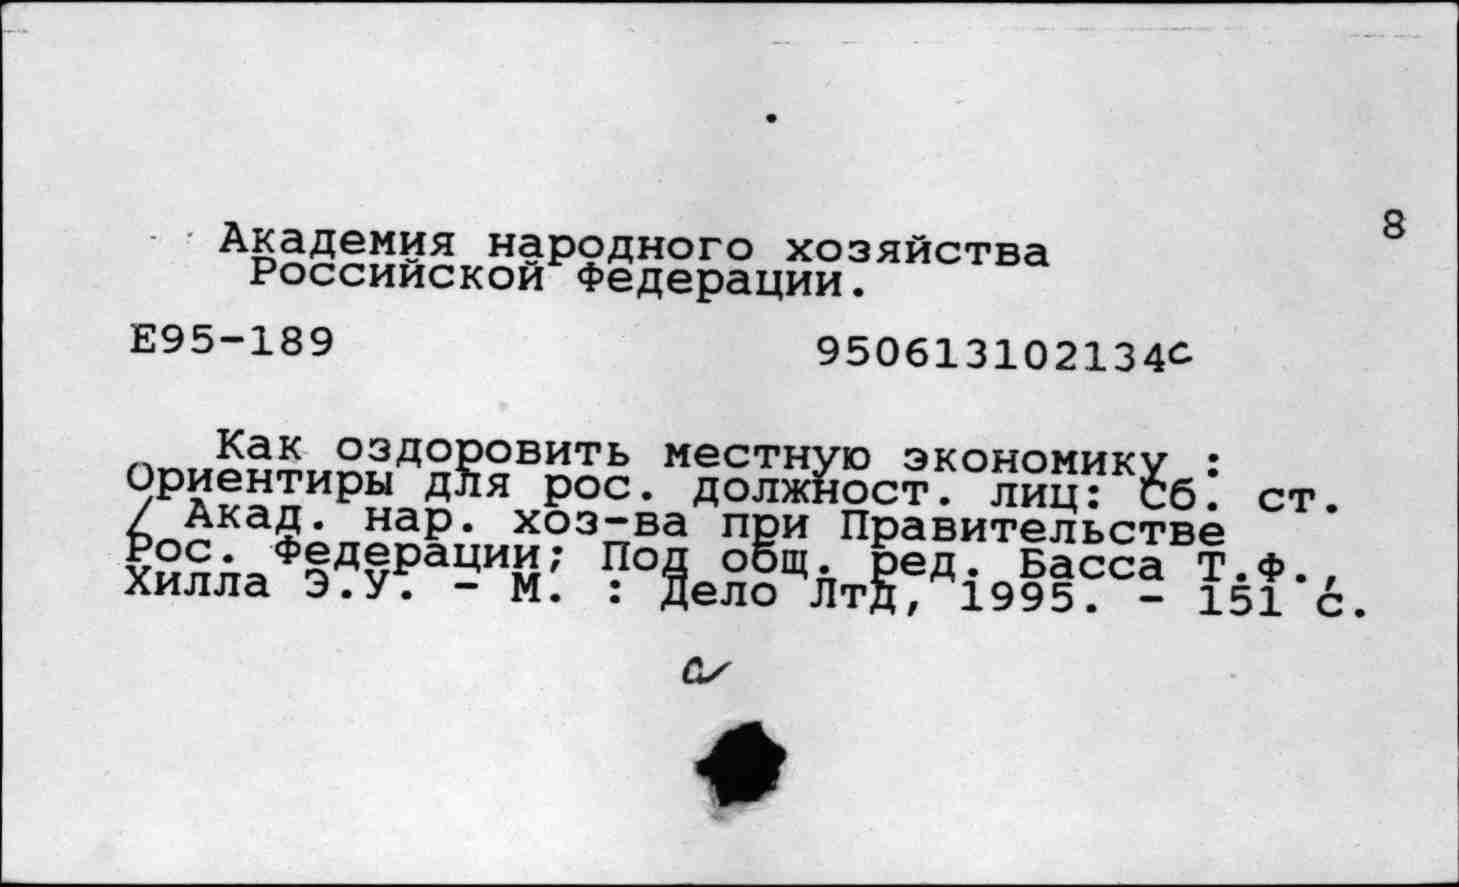 8
Академия народного хозяйства
Российской Федерации.
Е95-189 950613102134с
Как оздоровить местную экономику :
Ориентиры для рос. должност. лиц: Сб. ст.
/ Акад. нар. хоз-ва при Правительстве
Рос. Федерации; Под общ. ред. Басса Т.Ф.,
Хилла Э.У. - М. : Дело Лтд, 1995. - 151 с.